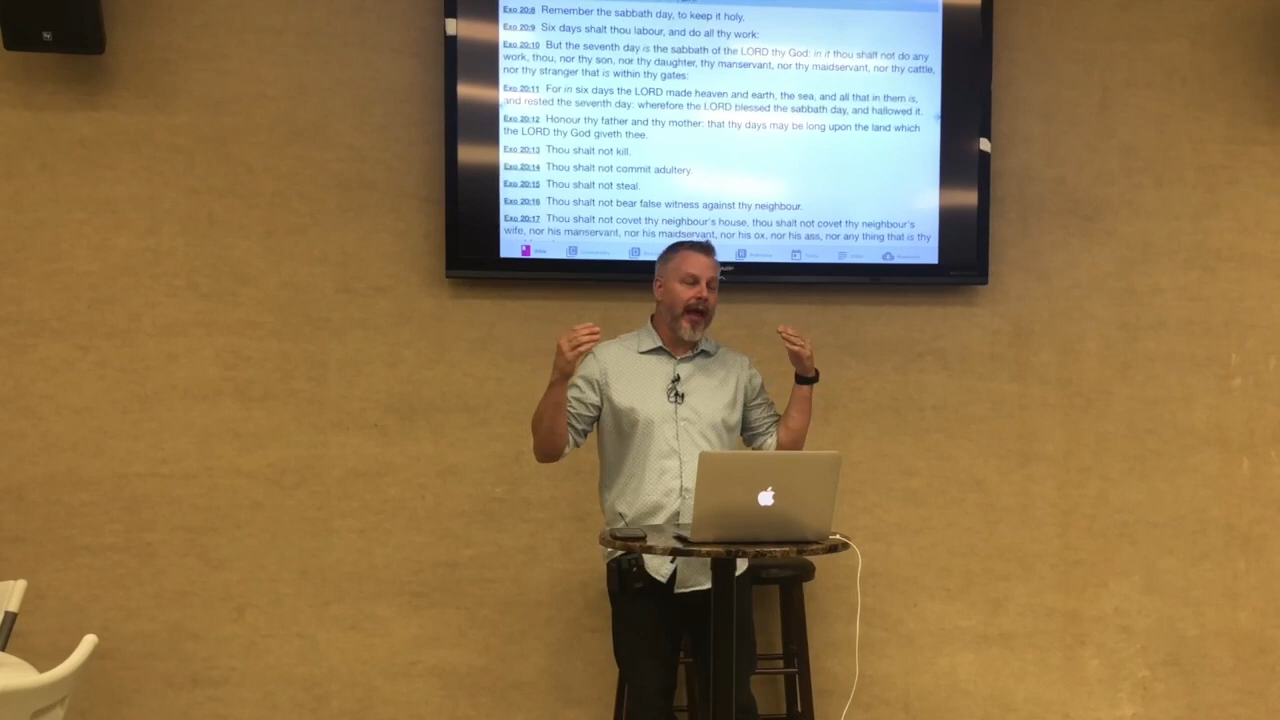 Exo 20:8 Remember the sabbath day, to keep it holy.
Exo 20:9 Six days shalt thou labour, and do all thy work:
Exo 20:10 But the seventh day is the sabbath of the LORD thy God: in it thou shalt not do any
work, thou, nor thy son, nor thy daughter, thy manservant, nor thy maidservant, nor thy cattle,
nor thy stranger that is within thy gates:
Exo 20:11 For in six days the LORD made heaven and earth, the sea, and all that in them is,
and rested the seventh day: wherefore the LORD blessed the sabbath day, and hallowed it.
Exo 20:12 Honour thy father and thy mother: that thy days may be long upon the land which
the LORD thy God giveth thee.
Exo 20:13 Thou shalt not kill.
Exo 20:14 Thou shalt not commit adultery.
Exo 20:15 Thou shalt not steal.
Exo 20:16 Thou shalt not bear false witness against thy neighbour.
Exo 20:17 Thou shalt not covet thy neighbour's house, thou shalt not covet thy neighbour's
wife, nor his manservant, nor his maidservant, nor his ox, nor his ass, nor any thing that is thy
Bible